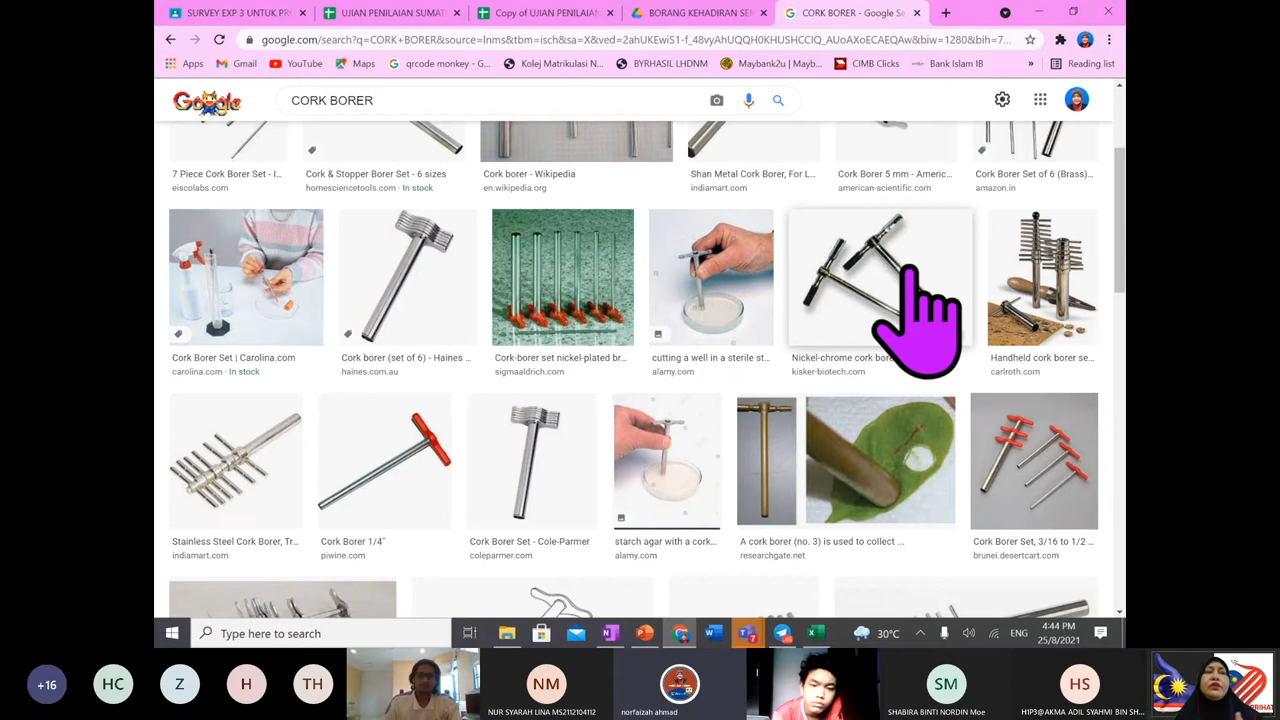 SURVEY EXP 3 UNTUK PR
UJIAN PENILAIAN SUMAT
Copy of UJIAN PENILAIAN
BORANG KEHADIRAN SEM
CORK BORER - Google Se
google.com/search?q=CORK+BORER&source=lnms&tbm=isch&sa=X&ved=2ahUKEwiS1-f_48vyAhUQQH0KHUSHCCIQ_AUoAXoECAEQAw&biw=1280&bih=7...
Apps
Gmail
YouTube
Maps
qrcode monkey - G...
Kolej Matrikulasi N...
BYRHASIL LHDNM
Maybank2u | Mayb...
CIMB Clicks
Bank Islam IB
»
Reading list
Google
CORK BORER
7 Piece Cork Borer Set - I...
eiscolabs.com
Cork & Stopper Borer Set - 6 sizes
homesciencetools.com · In stock
Cork borer - Wikipedia
en.wikipedia.org
Shan Metal Cork Borer, For L...
indiamart.com
Cork Borer 5 mm - Americ...
american-scientific.com
Cork Borer Set of 6 (Brass)...
amazon.in
Cork Borer Set | Carolina.com
carolina.com · In stock
Cork borer (set of 6) - Haines ...
haines.com.au
Cork-borer set nickel-plated br...
sigmaaldrich.com
cutting a well in a sterile st...
alamy.com
Nickel-chrome cork bore
kisker-biotech.com
Handheld cork borer se...
carlroth.com
Stainless Steel Cork Borer, Tr...
indiamart.com
Cork Borer 1/4"
piwine.com
Cork Borer Set - Cole-Parmer
coleparmer.com
starch agar with a cork...
alamy.com
A cork borer (no. 3) is used to collect ...
researchgate.net
Cork Borer Set, 3/16 to 1/2 ...
brunei.desertcart.com
Type here to search
30°C
ENG
4:44 PM
25/8/2021
+16
HC
Z
H
TH
NM
NUR SYARAH LINA MS2112104112
norfaizah ahmad
SM
SHABIRA BINTI NORDIN Moe
HS
H1P3@AKMA ADIL SYAHMI BIN SH